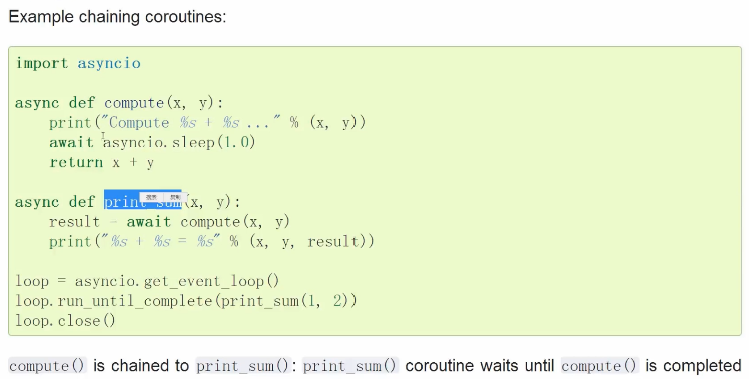 Example chaining coroutines:
import asyncio
async def compute(x, y):
print("Compute %s + %s ..." % (x, y))
await asyncio.sleep(1.0)
return x + y
async def print_sum(x, y):
result = await compute(x, y)
print("%s + %s = %s" % (x, y, result))
loop = asyncio.get_event_loop()
loop.run_until_complete(print_sum(1, 2))
loop.close()
compute() is chained to print_sum(): print_sum() coroutine waits until compute() is completed